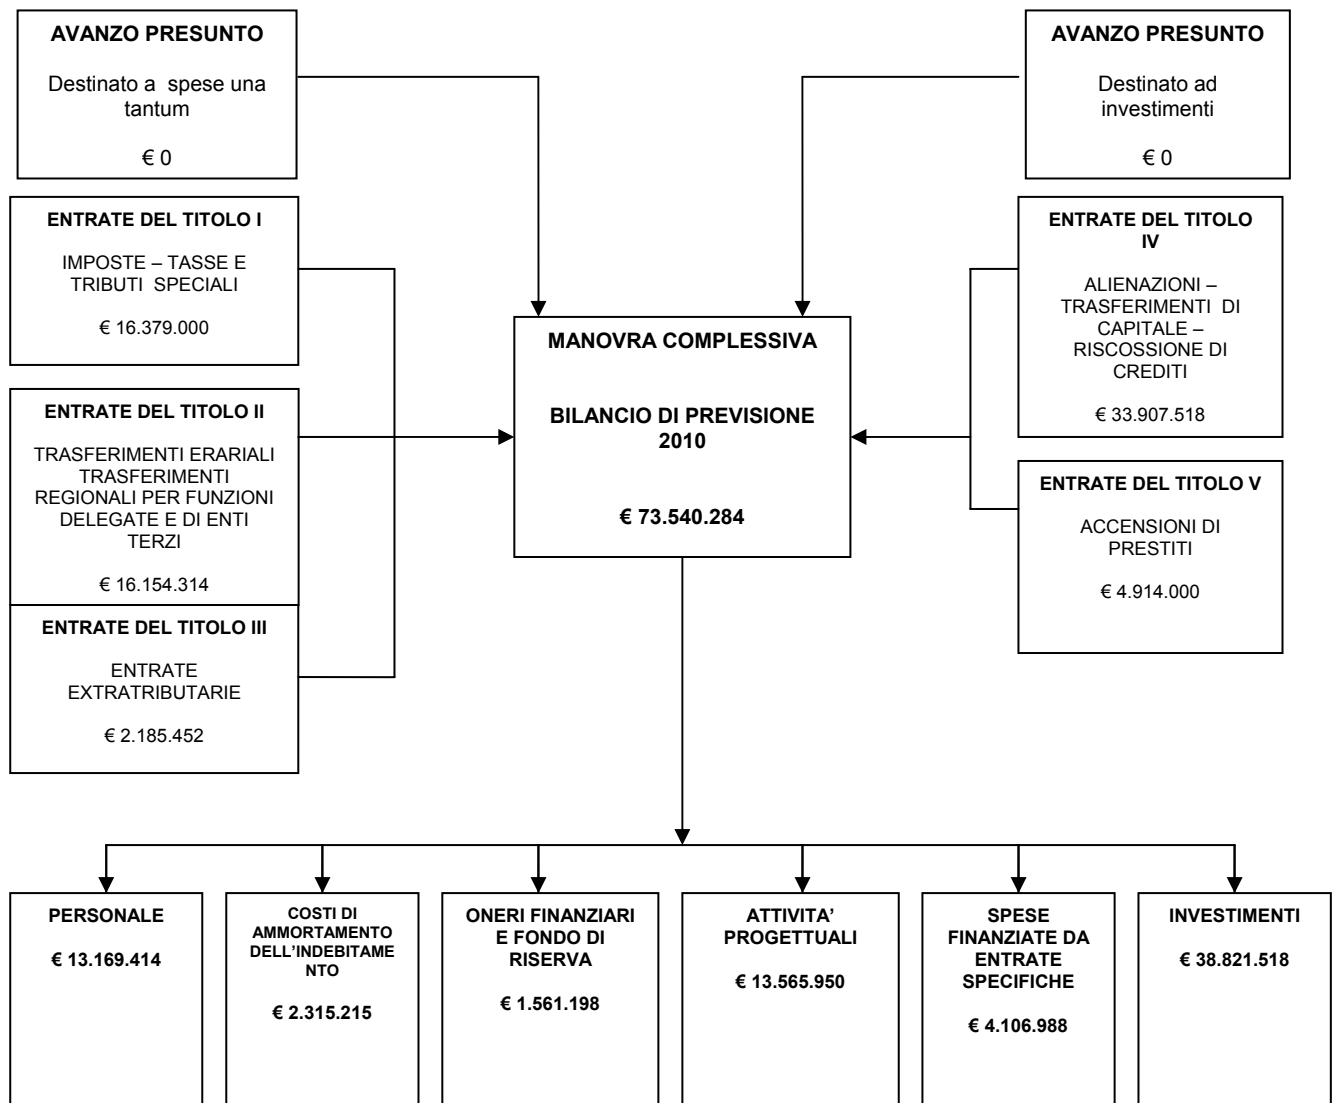 AVANZO PRESUNTO
Destinato a spese una
tantum
€ 0
AVANZO PRESUNTO
Destinato ad
investimenti
€ 0
ENTRATE DEL TITOLO I
IMPOSTE – TASSE E
TRIBUTI SPECIALI
€ 16.379.000
ENTRATE DEL TITOLO II
TRASFERIMENTI ERARIALI
TRASFERIMENTI
REGIONALI PER FUNZIONI
DELEGATE E DI ENTI
TERZI
€ 16.154.314
ENTRATE DEL TITOLO III
ENTRATE
EXTRATRIBUTARIE
€ 2.185.452
MANOVRA COMPLESSIVA
BILANCIO DI PREVISIONE
2010
€ 73.540.284
ENTRATE DEL TITOLO
IV
ALIENAZIONI –
TRASFERIMENTI DI
CAPITALE –
RISCOSSIONE DI
CREDITI
€ 33.907.518
ENTRATE DEL TITOLO V
ACCENSIONI DI
PRESTITI
€ 4.914.000
PERSONALE
€ 13.169.414
COSTI DI
AMMORTAMENTO
DELL'INDEBITAME
NTO
€ 2.315.215
ONERI FINANZIARI
E FONDO DI
RISERVA
€ 1.561.198
ATTIVITA'
PROGETTUALI
€ 13.565.950
SPESE
FINANZIATE DA
ENTRATE
SPECIFICHE
€ 4.106.988
INVESTIMENTI
€ 38.821.518